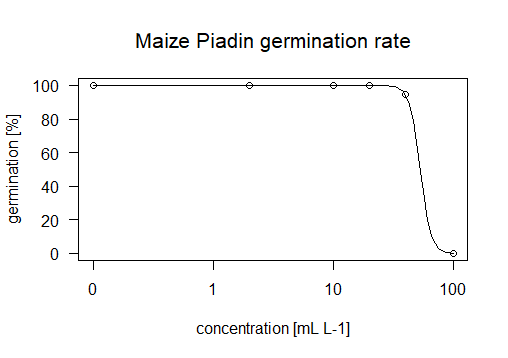 Maize Piadin germination rate
germination [%]
100
80
60
40
20
0
0 1 10 100
concentration [mL L-1]